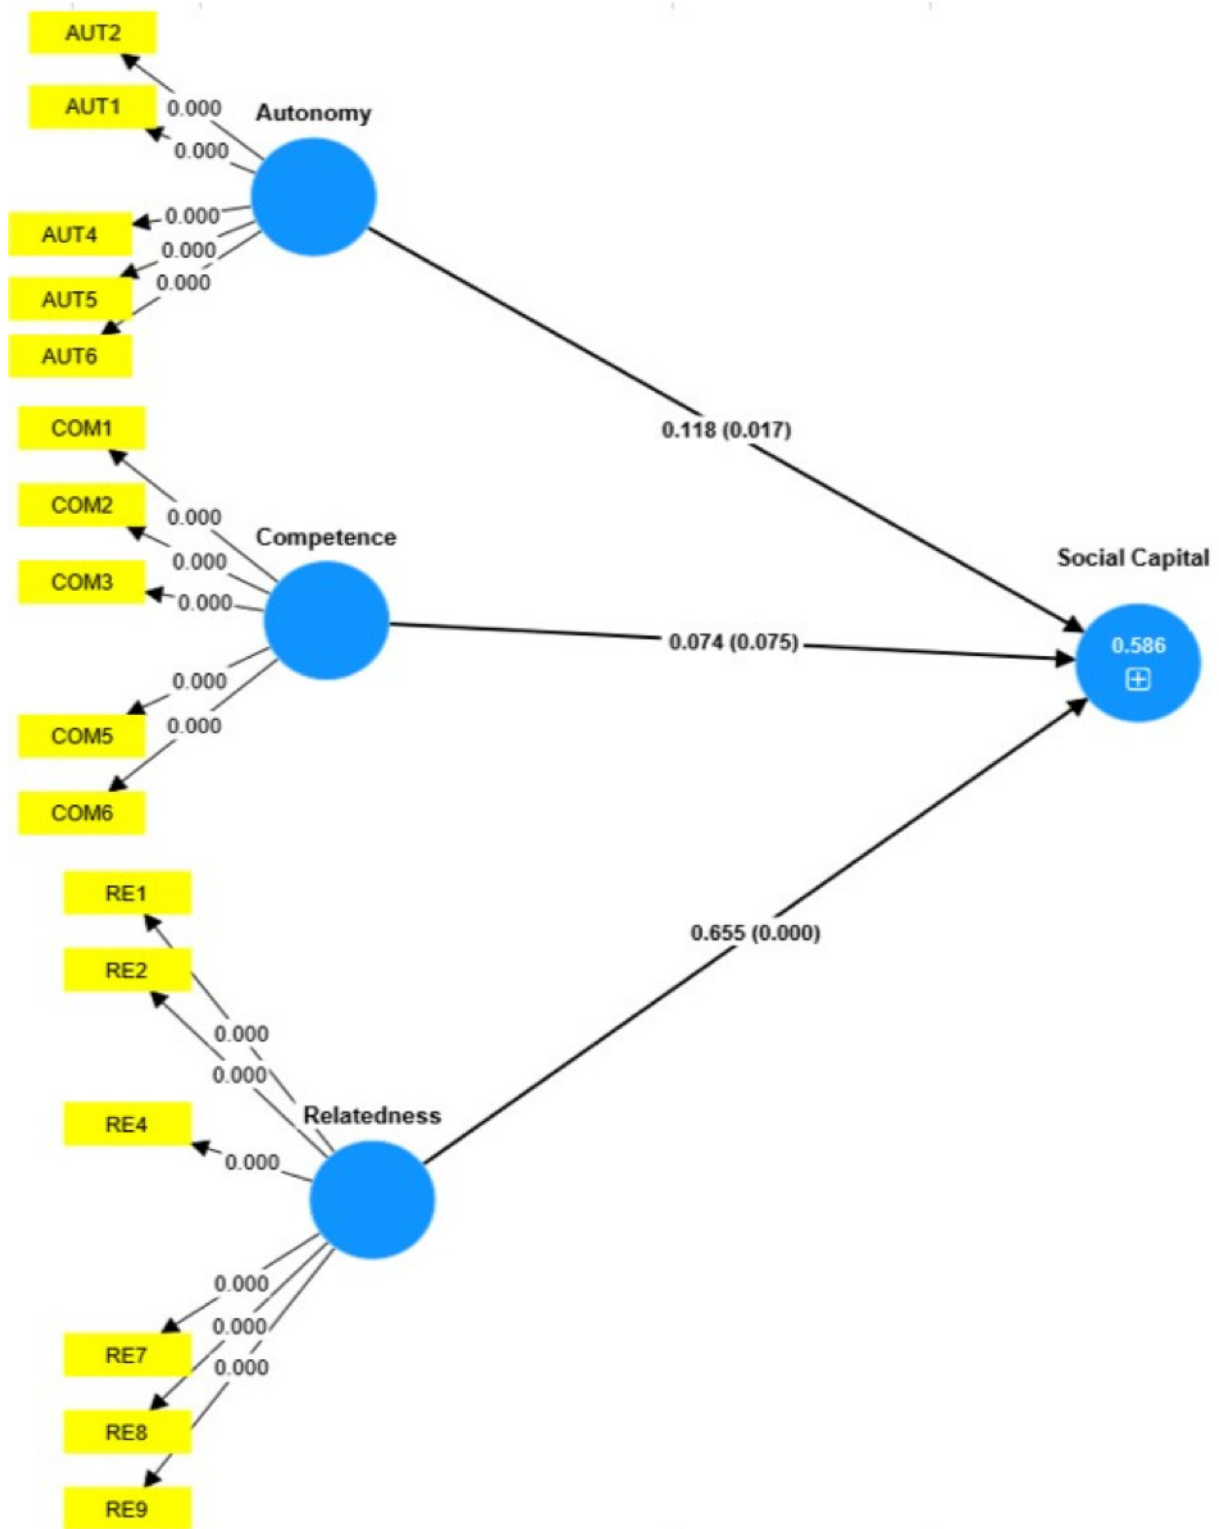 AUT2
0.000
Autonomy
AUT1
0.000
AUT4
0.000
0.000
AUT5
0.000
AUT6
0.118 (0.017)
COM1
COM2
0.000
Competence
0.000
COM3
0.000
Social Capital
0.074 (0.075)
0.586
0.000
COM5
0.000
COM6
RE1
0.655 (0.000)
RE2
0.000
0.000
RE4
Relatedness
0.000
0.000
0.000
RE7
0.000
RE8
RE9